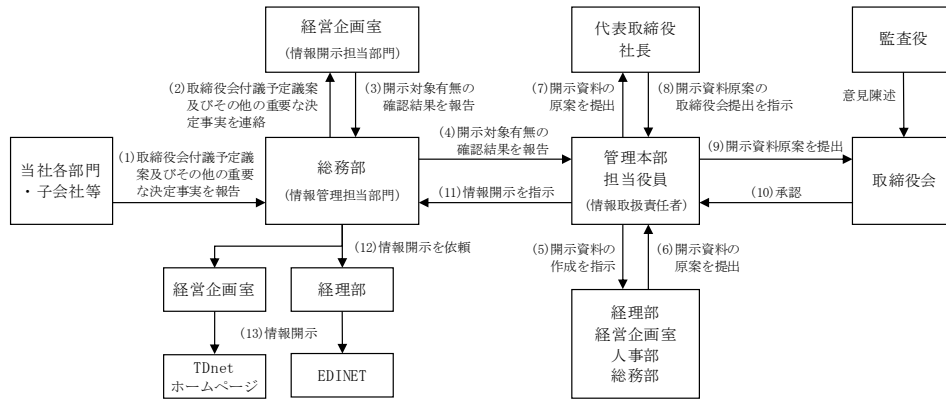 経営企画室
(情報開示担当部門)
代表取締役
社長
監査役
(2)取締役会付議予定議案
及びその他の重要な決
定事実を連絡
(3)開示対象有無の
確認結果を報告
(7)開示資料の
原案を提出
(8)開示資料原案の
取締役会提出を指示
意見陳述
当社各部門
・子会社等
(1)取締役会付議予定議
案及びその他の重要
な決定事実を報告
総務部
(情報管理担当部門)
(4)開示対象有無の
確認結果を報告
(11)情報開示を指示
管理本部
担当役員
(情報取扱責任者)
(9)開示資料原案を提出
(10)承認
取締役会
(12)情報開示を依頼
(5)開示資料の
作成を指示
(6)開示資料の
原案を提出
経営企画室
経理部
(13)情報開示
TDnet
ホームページ
EDINET
経理部
経営企画室
人事部
総務部